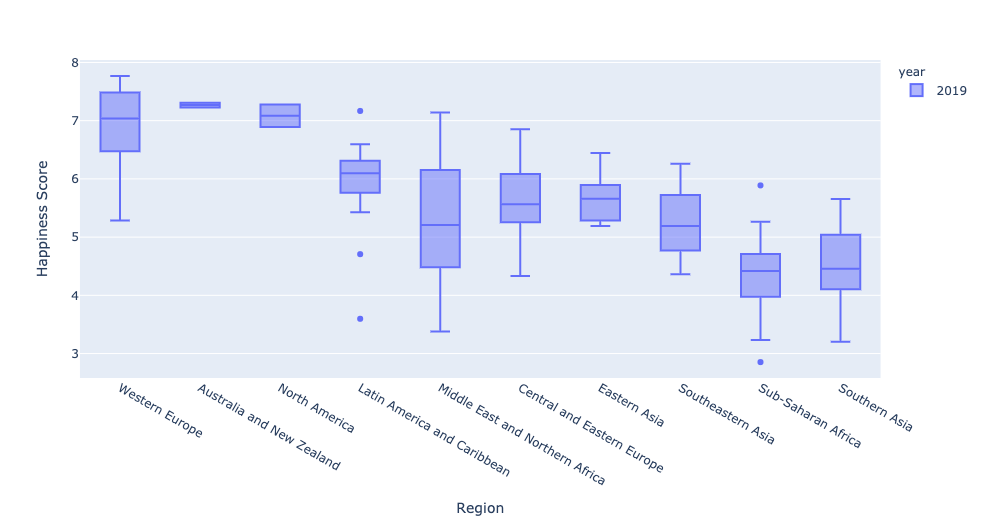 year
2019
8
7
6
5
4
3
Happiness Score
Western Europe
Australia and New Zealand
North America
Latin America and Caribbean
Middle East and Northern Africa
Central and Eastern Europe
Eastern Asia
Southeastern Asia
Sub-Saharan Africa
Southern Asia
Region